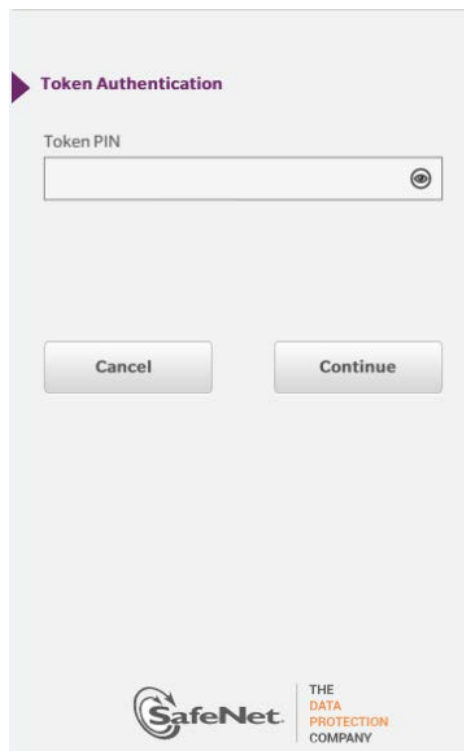 Token Authentication
Token PIN
Cancel
Continue
SafeNet.
THE
DATA
PROTECTION
COMPANY